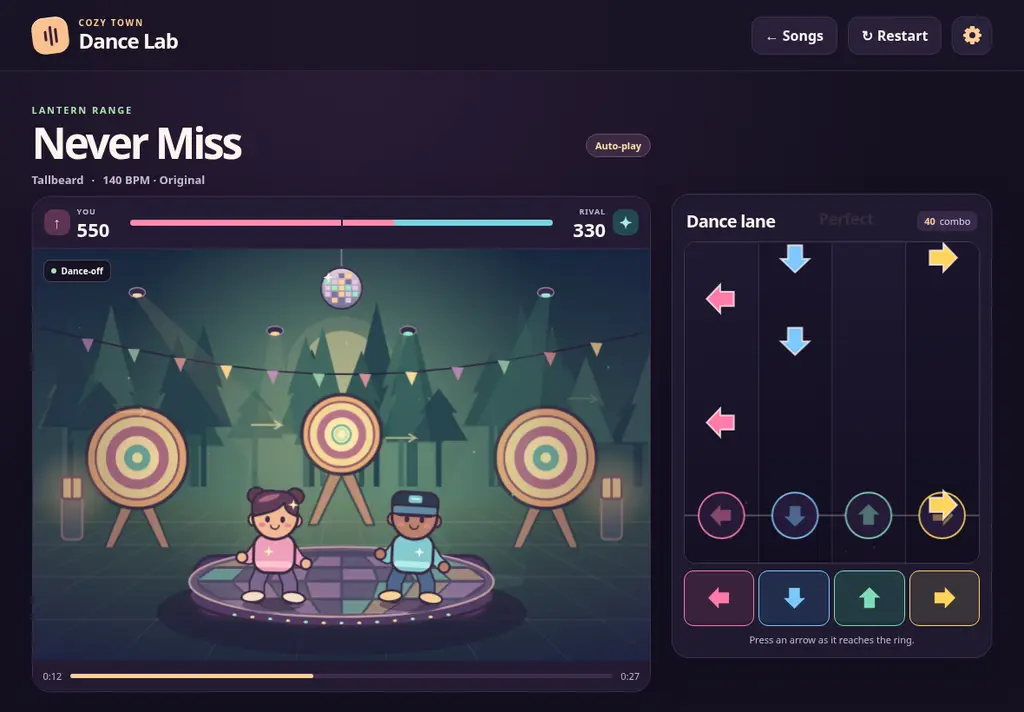 COZY TOWN
Dance Lab
← Songs
↻ Restart
LANTERN RANGE
Never Miss
Auto-play
Tallbeard · 140 BPM · Original
YOU
550
RIVAL
330
Dance-off
0:12
0:27
Dance lane
Perfect
40 combo
Press an arrow as it reaches the ring.